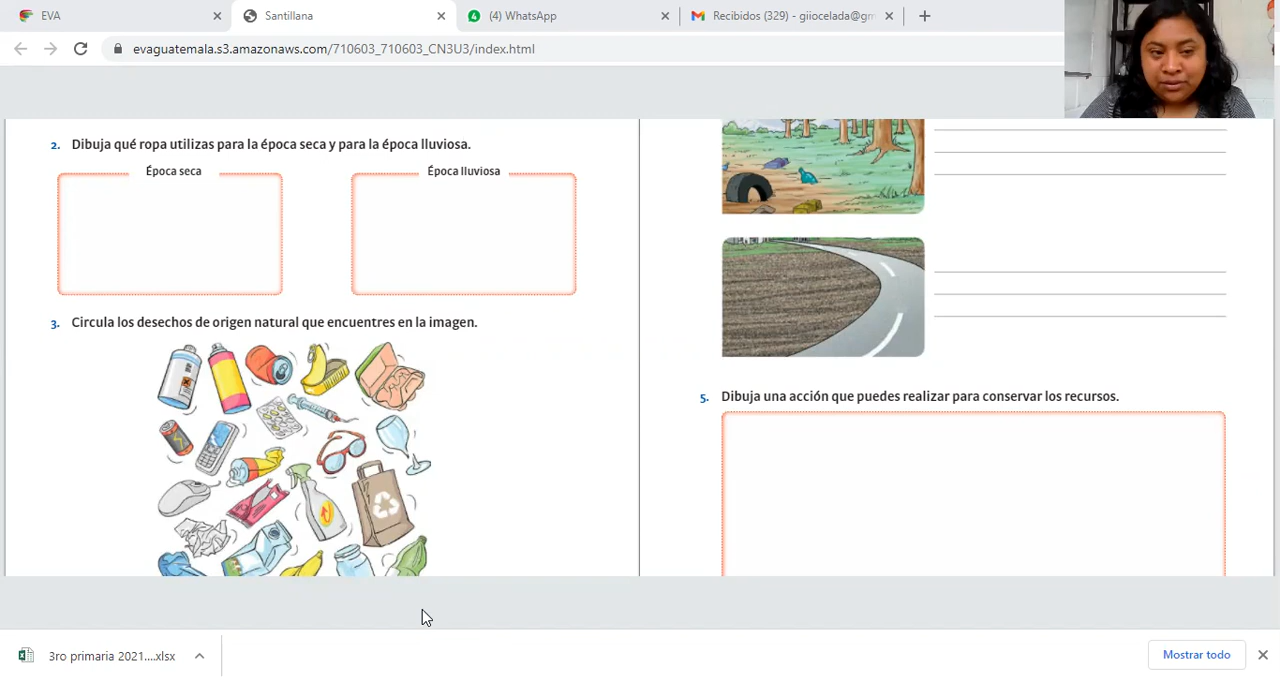 EVA
Santillana
4
(4) WhatsApp
Recibidos (329) - giiocelada@gm
evaguatemala.s3.amazonaws.com/710603_710603_CN3U3/index.html
2. Dibuja qué ropa utilizas para la época seca y para la época lluviosa.
Época seca
Época lluviosa
3. Circula los desechos de origen natural que encuentres en la imagen.
5. Dibuja una acción que puedes realizar para conservar los recursos.
3ro primaria 2021....xlsx
Mostrar todo